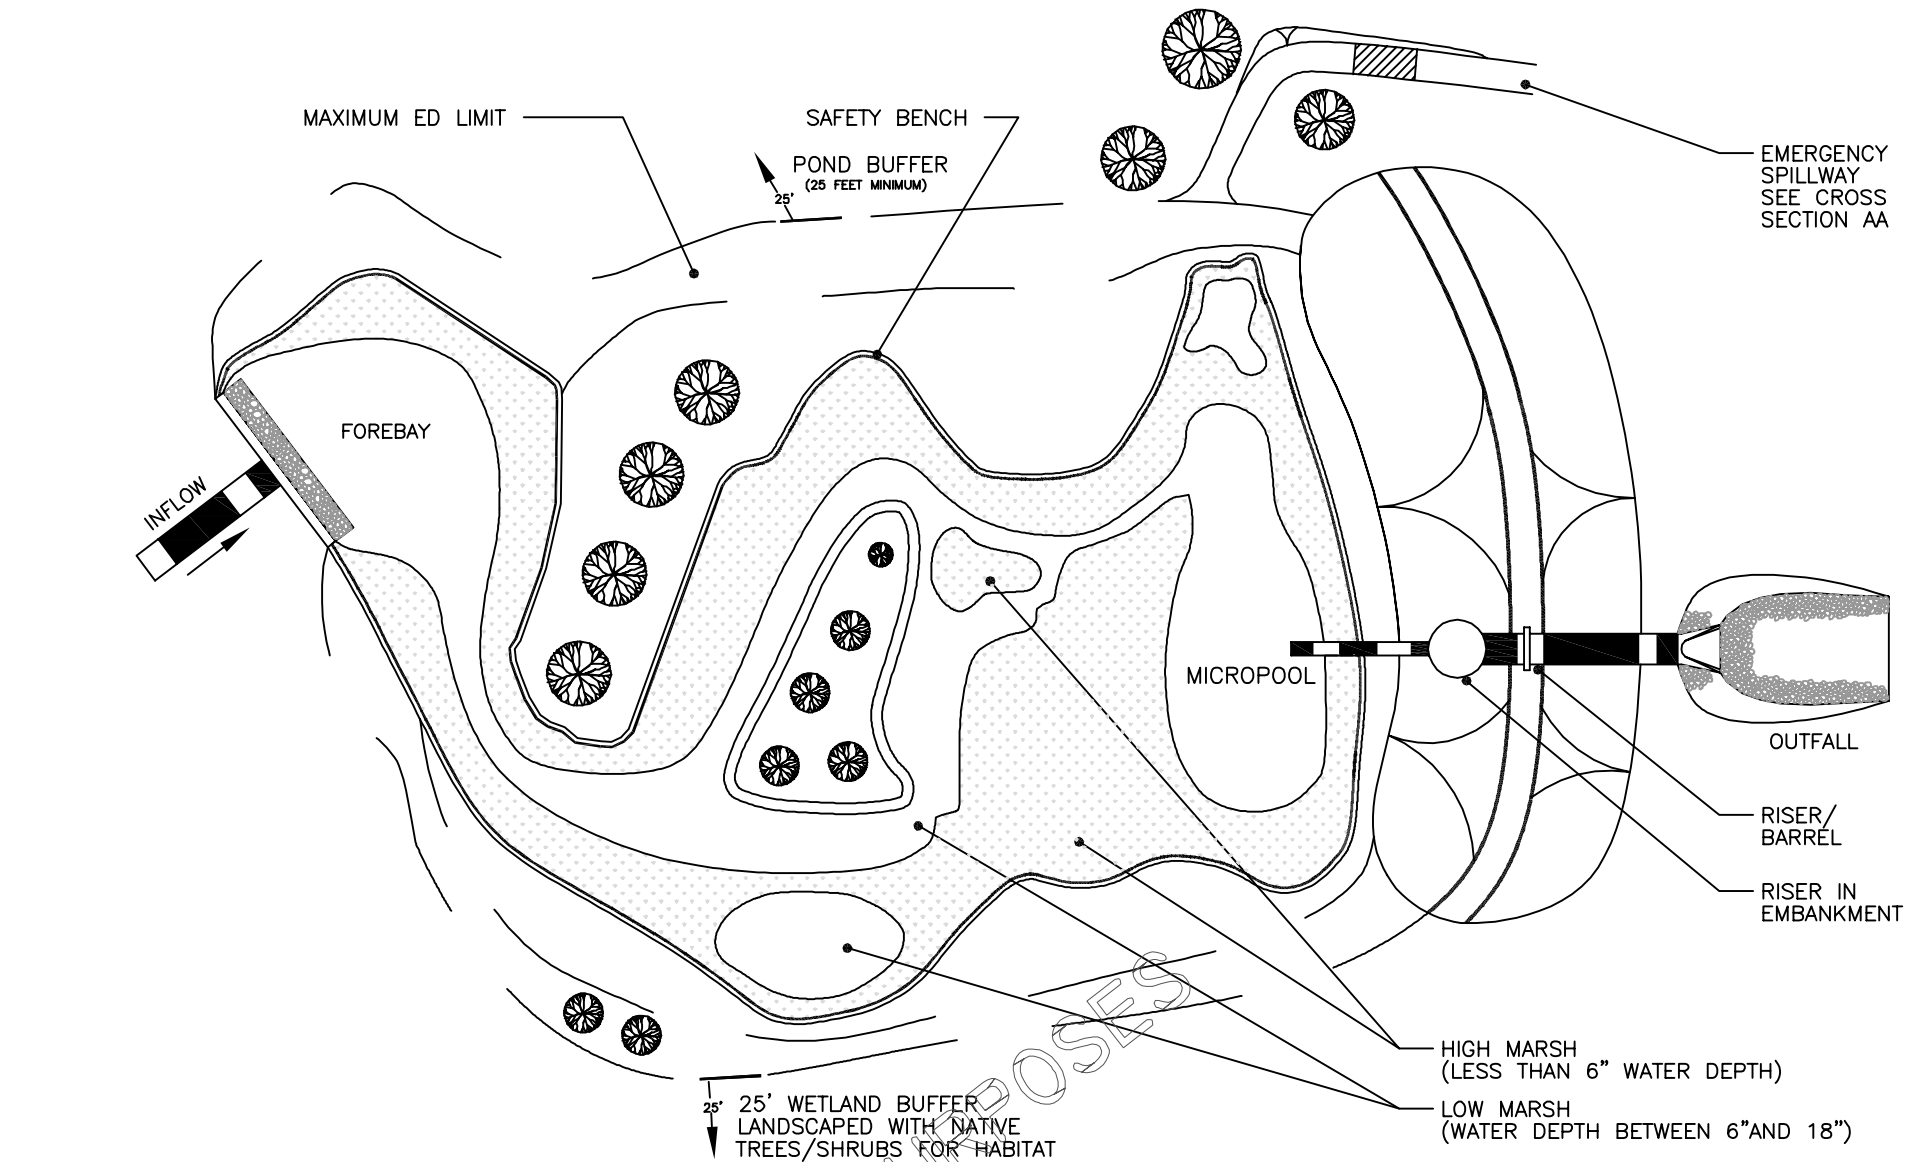 MAXIMUM ED LIMIT
SAFETY BENCH
POND BUFFER
(25 FEET MINIMUM)
25'
EMERGENCY
SPILLWAY
SEE CROSS
SECTION AA
FOREBAY
INFLOW
MICROPOOL
OUTFALL
RISER/
BARREL
RISER IN
EMBANKMENT
HIGH MARSH
(LESS THAN 6" WATER DEPTH)
LOW MARSH
(WATER DEPTH BETWEEN 6"AND 18")
25'
25' WETLAND BUFFER
LANDSCAPED WITH NATIVE
TREES/SHRUBS FOR HABITAT